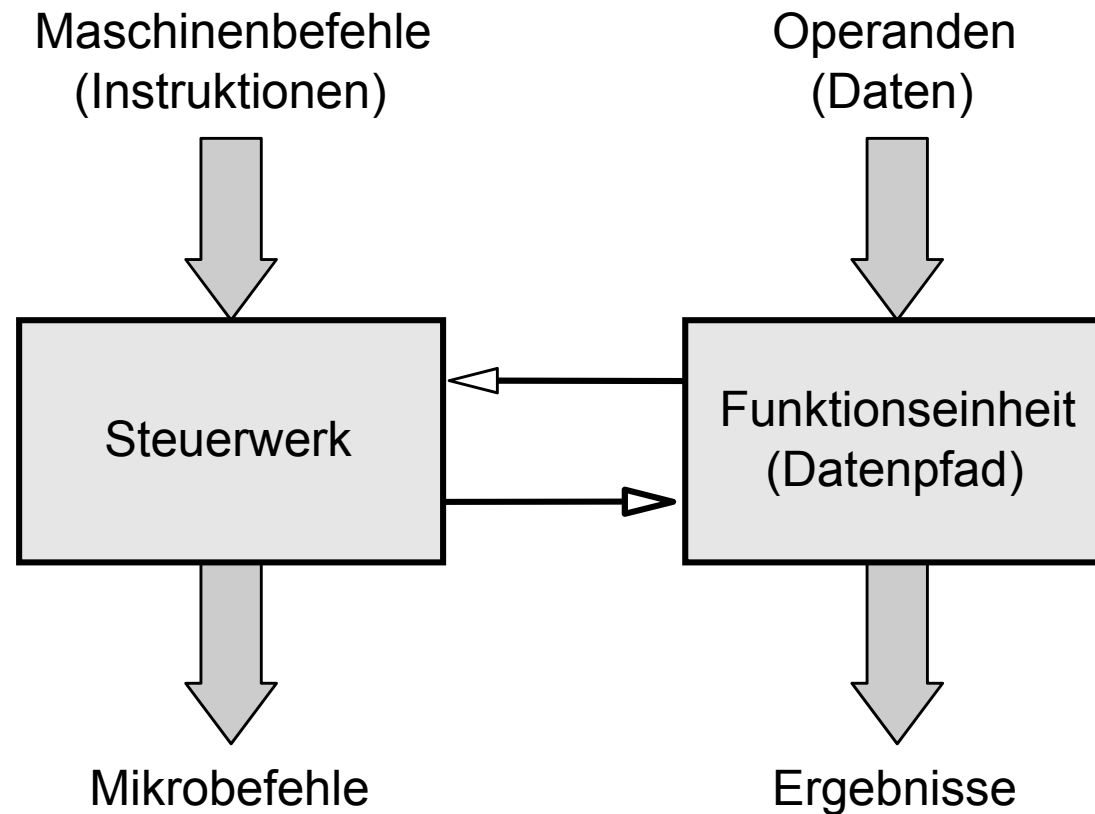 Maschinenbefehle
(Instruktionen)
Operanden
(Daten)
Steuerwerk
Funktionseinheit
(Datenpfad)
Mikrobefehle
Ergebnisse